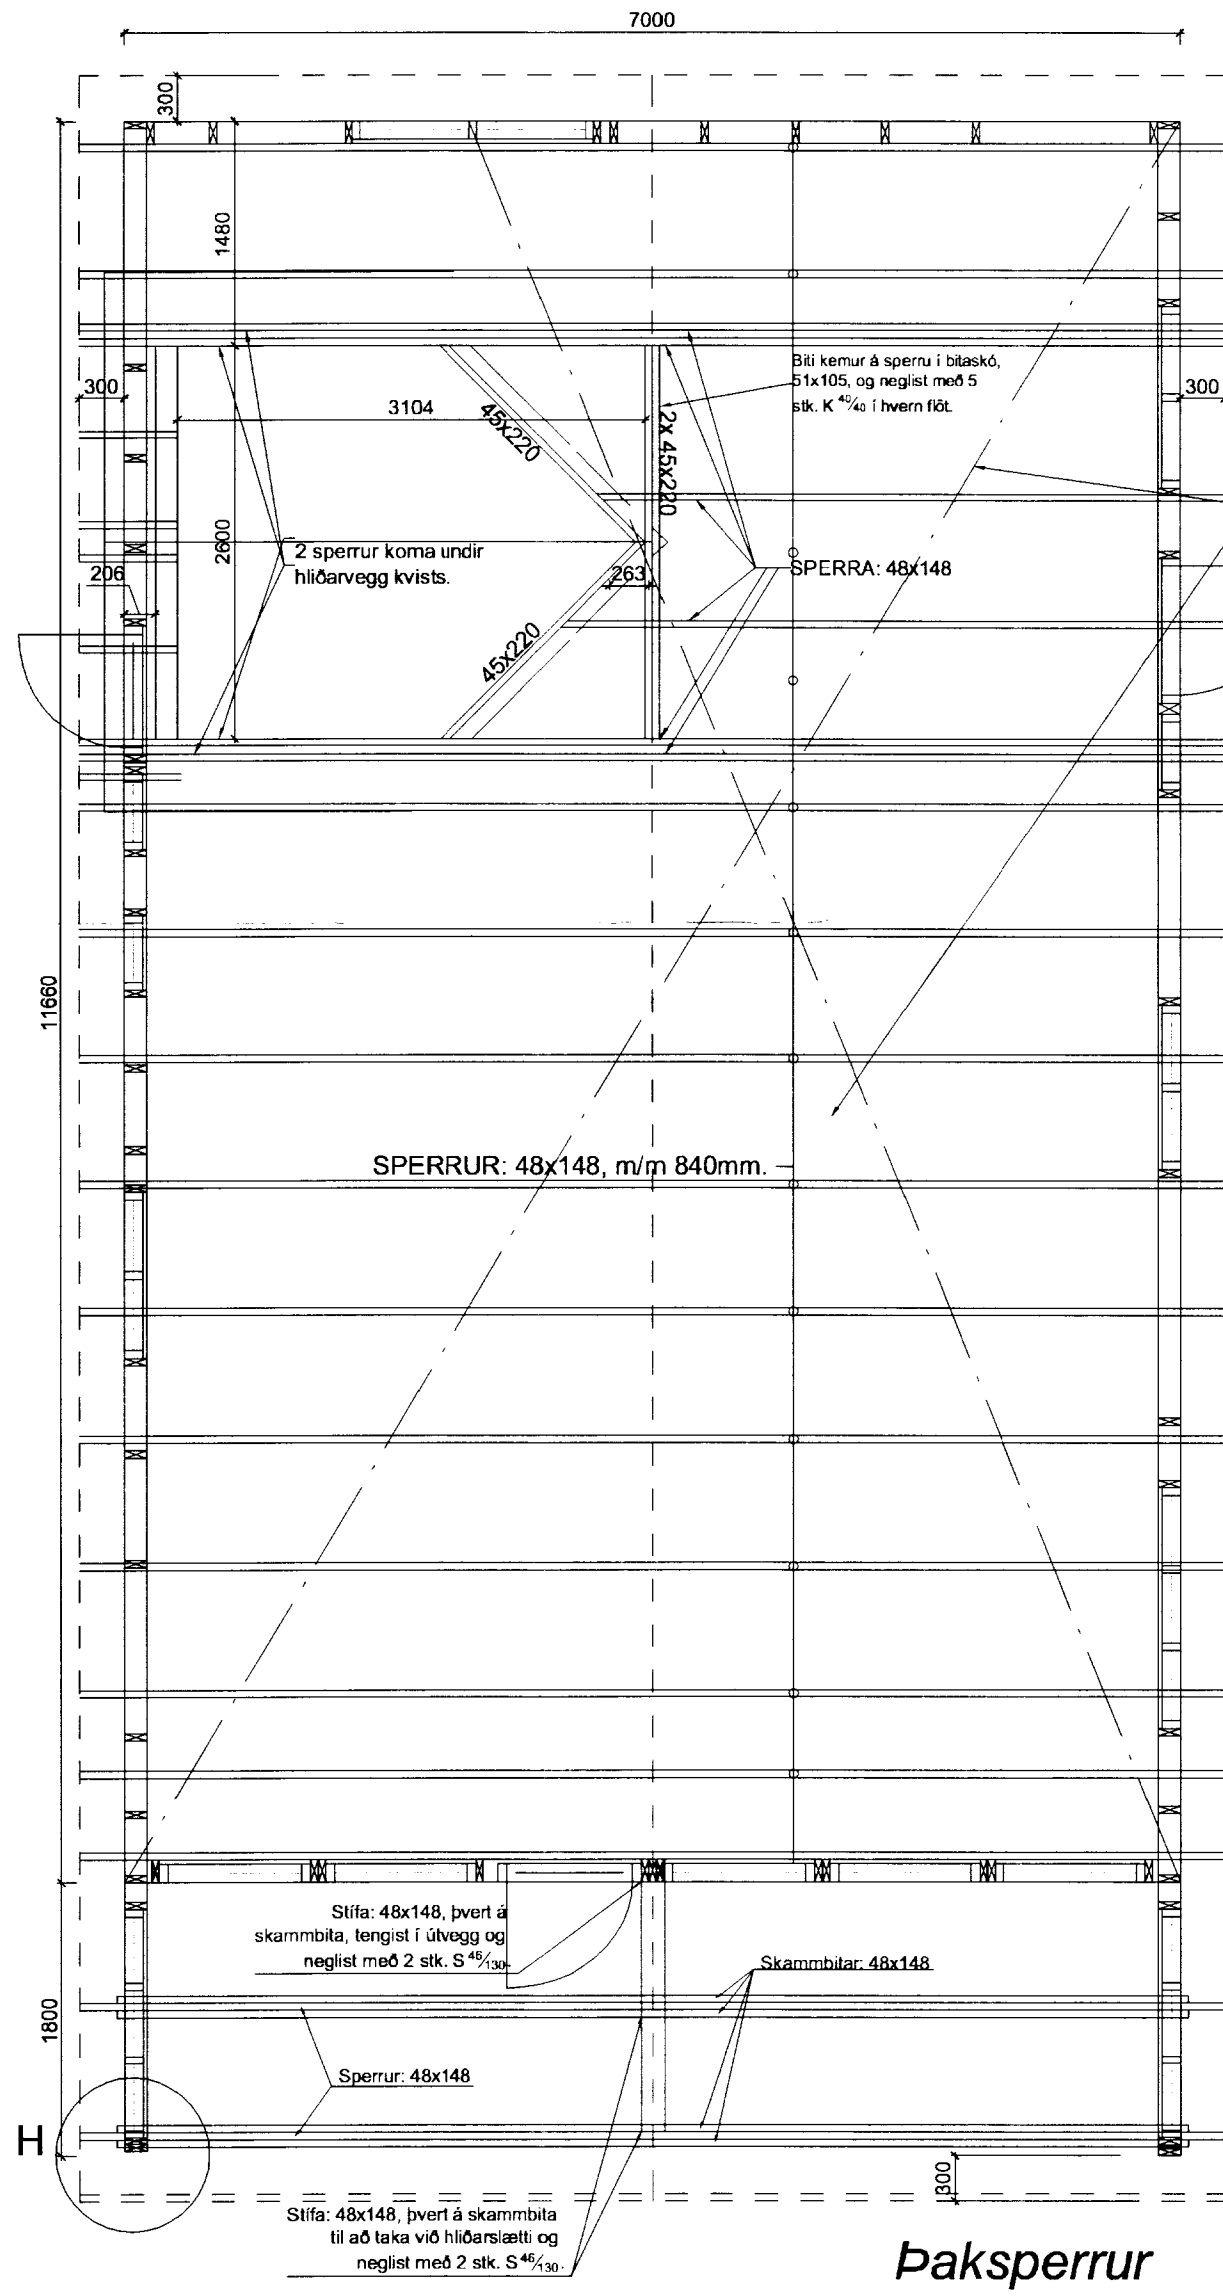 7000
300
1480
Biti kemur á sperru í bitaskó,
51x105, og neglist með 5
stk. K 40/40 í hvern flöt.
300
300
3104
45x220
2x 45x220
2600
2 sperrur koma undir
hliðarvegg kvists.
206
263
SPERRA: 48x148
45x220
11660
SPERRUR: 48x148, m/m 840mm.
Stífa: 48x148, þvert á
skammbita, tengist í útvegg og
neglist með 2 stk. S 46/130.
Skammbitar: 48x148
1800
Sperrur: 48x148
H
300
Stífa: 48x148, þvert á skammbita
til að taka við hliðarslætti og
neglist með 2 stk. S 46/130.
Þaksperrur